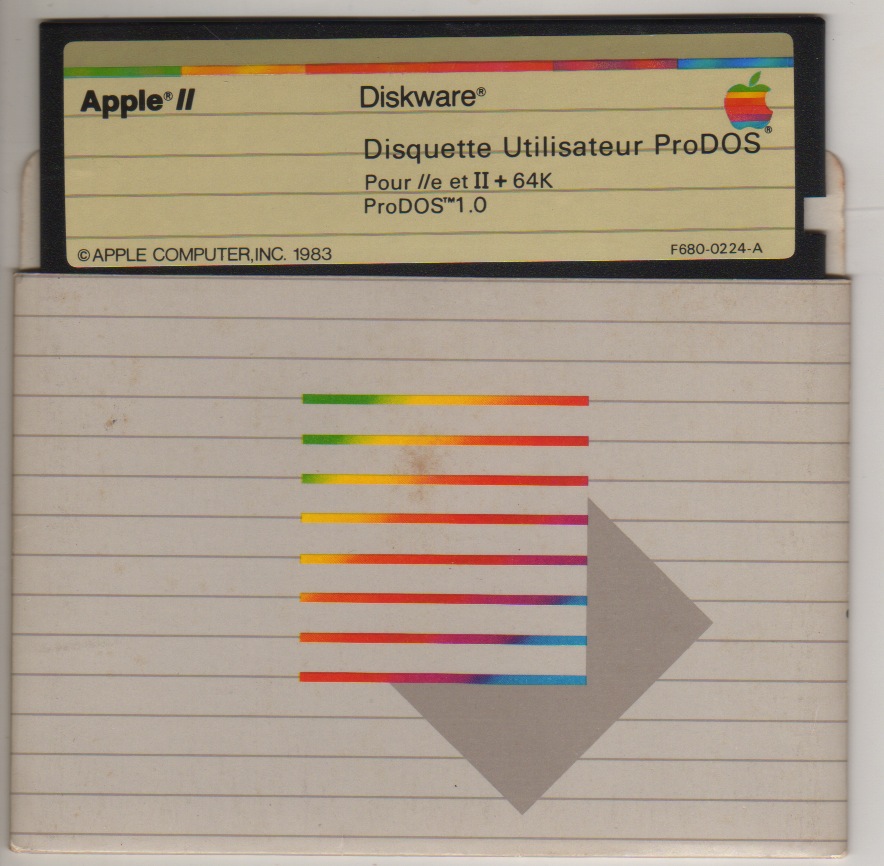 Apple® II
Diskware®
Disquette Utilisateur ProDOS®
Pour //e et II + 64K
ProDOS™1.0
©APPLE COMPUTER,INC. 1983
F680-0224-A